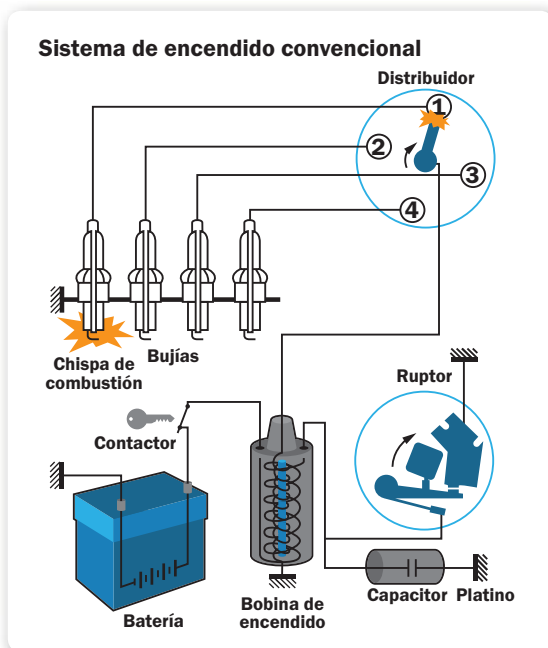 Sistema de encendido convencional
Distribuidor
1
2
3
4
Chispa de
combustión
Bujías
Ruptor
Contactor
Batería
Bobina de
encendido
Capacitor
Platino